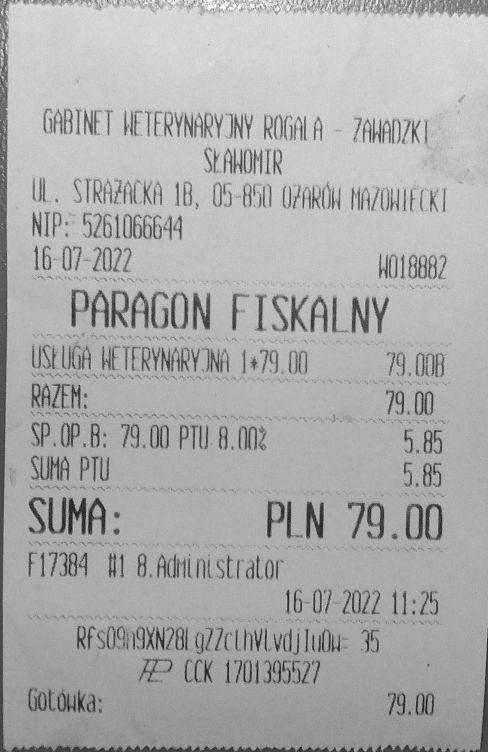 GABINET WETERYNARYJNY ROGALA - ZAWADZKI
SŁAWOMIR
UL. STRAŻACKA 1B, 05-850 OŻARÓW MAZOWIECKI
NIP: 5261066644
16-07-2022 W018882
PARAGON FISKALNY
USŁUGA WETERYNARYJNA 1*79.00 79.00B
RAZEM: 79.00
SP.OP.B: 79.00 PTU 8.00% 5.85
SUMA PTU 5.85
SUMA: PLN 79.00
F17384 #1 8.Administrator
16-07-2022 11:25
35
CCK 1701395527
Gotówka: 79.00